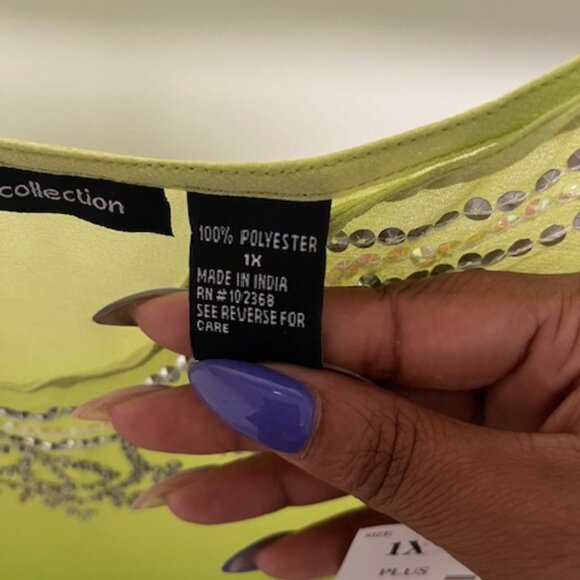 collection
100% POLYESTER
1X
MADE IN INDIA
RN#102368
SEE REVERSE FOR
CARE
1X
PLUS